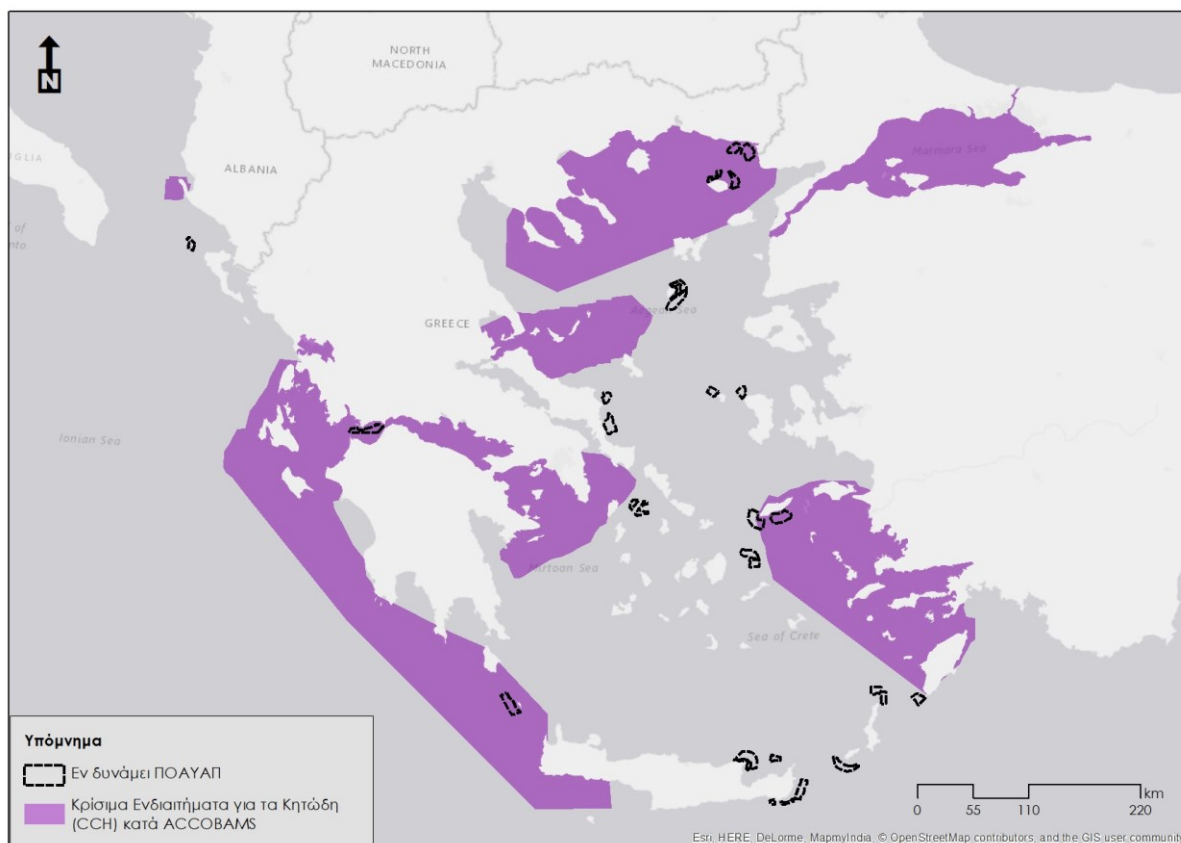 N
NORTH
MACEDONIA
GLIA
ALBANIA
Marmara Sea
of
nto
GREECE
Aegean Sea
Ionian Sea
Mirtoan Sea
Sea of Crete
Υπόμνημα
Εν δυνάμει ΠΟΑΥΑΠ
Κρίσιμα Ενδιαιτήματα για τα Κητώδη
(CCH) κατά ACCOBAMS
km
0 55 110 220
Esri, HERE, DeLorme, MapmyIndia, © OpenStreetMap contributors, and the GIS user community